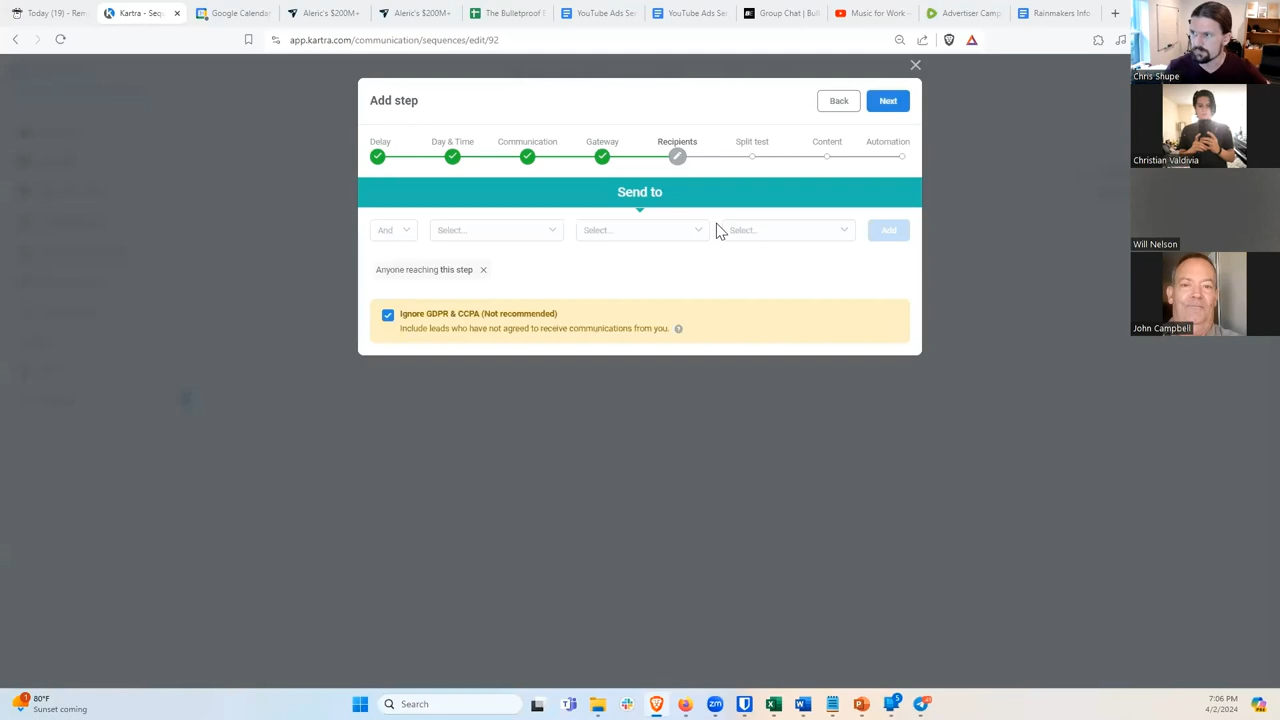 Today (19) - Rem
Kartra - Sequ
Google Calendar
Aleric's $200M+
Aleric's $200M+
The Bulletproof
YouTube Ads Ser
YouTube Ads Ser
Group Chat | Bull
Music for Work
Advertiser Camp
Rainmakers Info
app.kartra.com/communication/sequences/edit/92
Chris Shupe
Christian Valdivia
Will Nelson
John Campbell
Add step
Back
Next
Delay
Day & Time
Communication
Gateway
Recipients
Split test
Content
Automation
Send to
And
Select...
Select...
Select..
Add
Anyone reaching this step
Ignore GDPR & CCPA (Not recommended)
Include leads who have not agreed to receive communications from you.
80°F
Sunset coming
Search
7:06 PM
4/2/2024